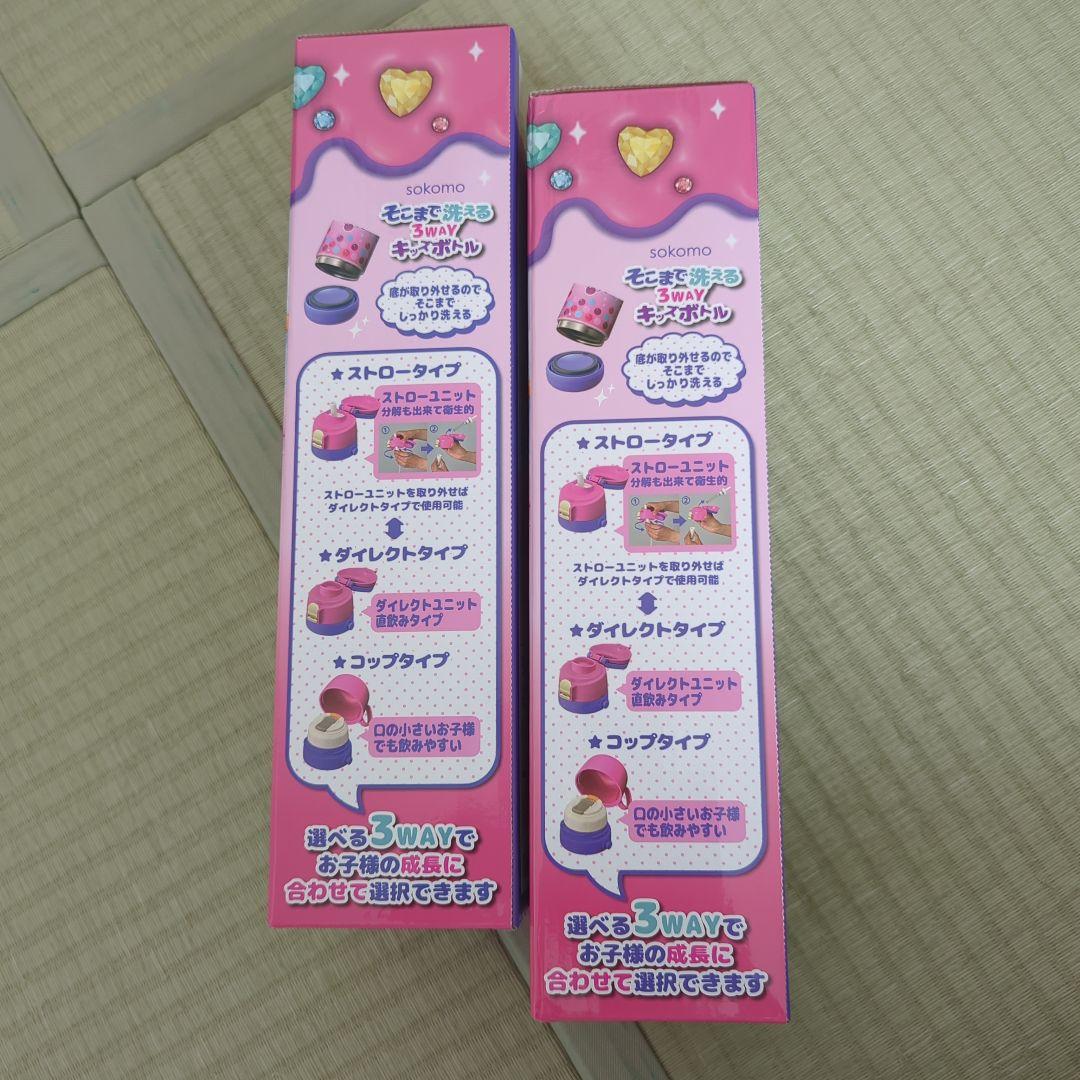 sokomo
そこまで洗える
3WAY
キッズボトル
底が取り外せるので
そこまで
しっかり洗える
★ストロータイプ
ストローユニット
分解も出来て衛生的
① ②
ストローユニットを取り外せば
ダイレクトタイプで使用可能
★ダイレクトタイプ
ダイレクトユニット
直飲みタイプ
★コップタイプ
口の小さいお子様
でも飲みやすい
選べる3WAYで
お子様の成長に
合わせて選択できます
sokomo
そこまで洗える
3WAY
キッズボトル
底が取り外せるので
そこまで
しっかり洗える
★ストロータイプ
ストローユニット
分解も出来て衛生的
① ②
ストローユニットを取り外せば
ダイレクトタイプで使用可能
★ダイレクトタイプ
ダイレクトユニット
直飲みタイプ
★コップタイプ
口の小さいお子様
でも飲みやすい
選べる3WAYで
お子様の成長に
合わせて選択できます